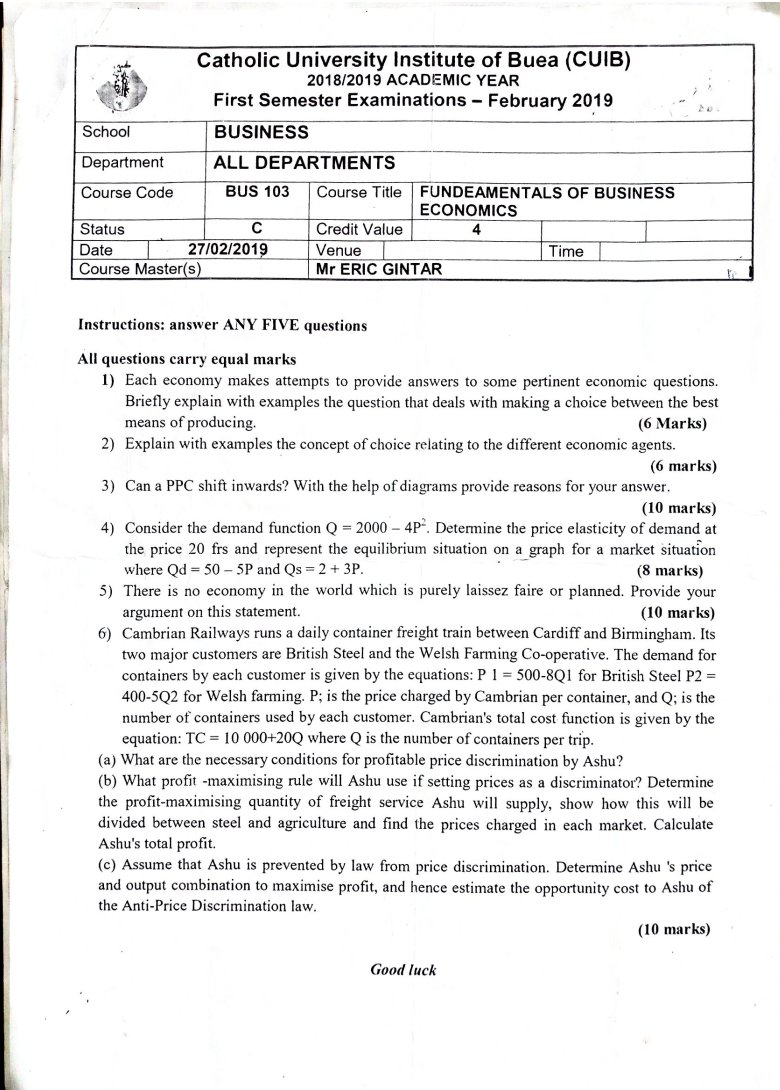 Catholic University Institute of Buea (CUIB)
2018/2019 ACADEMIC YEAR
First Semester Examinations – February 2019
School BUSINESS
Department ALL DEPARTMENTS
Course Code BUS 103 Course Title FUNDEAMENTALS OF BUSINESS
ECONOMICS
Status C Credit Value 4
Date 27/02/2019 Venue Time
Course Master(s) Mr ERIC GINTAR
Instructions: answer ANY FIVE questions
All questions carry equal marks
1) Each economy makes attempts to provide answers to some pertinent economic questions.
Briefly explain with examples the question that deals with making a choice between the best
means of producing. (6 Marks)
2) Explain with examples the concept of choice relating to the different economic agents.
(6 marks)
3) Can a PPC shift inwards? With the help of diagrams provide reasons for your answer.
(10 marks)
4) Consider the demand function Q = 2000 – 4P². Determine the price elasticity of demand at
the price 20 frs and represent the equilibrium situation on a graph for a market situation
where Qd = 50 – 5P and Qs = 2 + 3P. (8 marks)
5) There is no economy in the world which is purely laissez faire or planned. Provide your
argument on this statement. (10 marks)
6) Cambrian Railways runs a daily container freight train between Cardiff and Birmingham. Its
two major customers are British Steel and the Welsh Farming Co-operative. The demand for
containers by each customer is given by the equations: P 1 = 500-8Q1 for British Steel P2 =
400-5Q2 for Welsh farming. P; is the price charged by Cambrian per container, and Q; is the
number of containers used by each customer. Cambrian's total cost function is given by the
equation: TC = 10 000+20Q where Q is the number of containers per trip.
(a) What are the necessary conditions for profitable price discrimination by Ashu?
(b) What profit -maximising rule will Ashu use if setting prices as a discriminator? Determine
the profit-maximising quantity of freight service Ashu will supply, show how this will be
divided between steel and agriculture and find the prices charged in each market. Calculate
Ashu's total profit.
(c) Assume that Ashu is prevented by law from price discrimination. Determine Ashu 's price
and output combination to maximise profit, and hence estimate the opportunity cost to Ashu of
the Anti-Price Discrimination law.
(10 marks)
Good luck